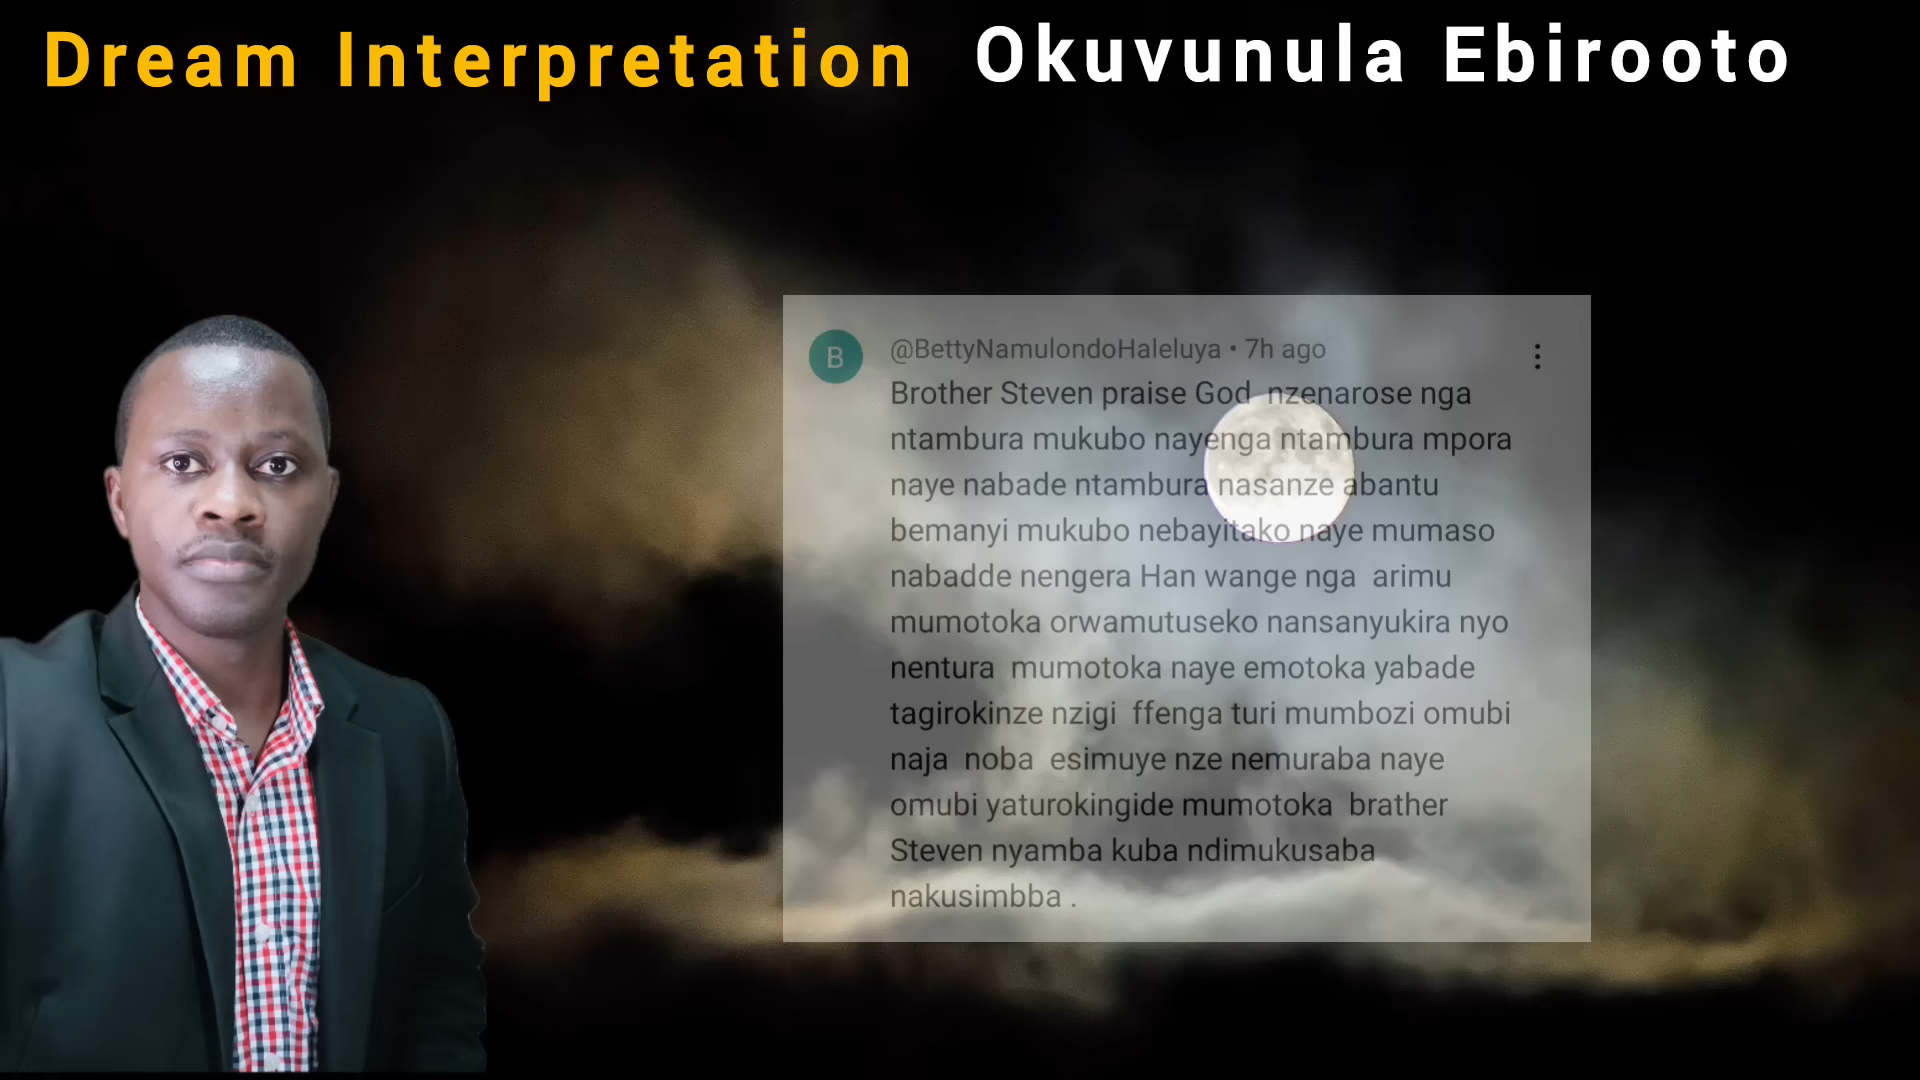 Dream Interpretation Okuvunula Ebirooto
B
@BettyNamulondoHaleluya • 7h ago
Brother Steven praise God nzenarose nga
ntambura mukubo nayenga ntambura mpora
naye nabade ntambura nasanze abantu
bemanyi mukubo nebayitako naye mumaso
nabadde nengera Han wange nga arimu
mumotoka orwamutuseko nansanyukira nyo
nentura mumotoka naye emotoka yabade
tagirokinze nzigi ffenga turi mumbozi omubi
naja noba esimuye nze nemuraba naye
omubi yaturokingide mumotoka brather
Steven nyamba kuba ndimukusaba
nakusimbba .